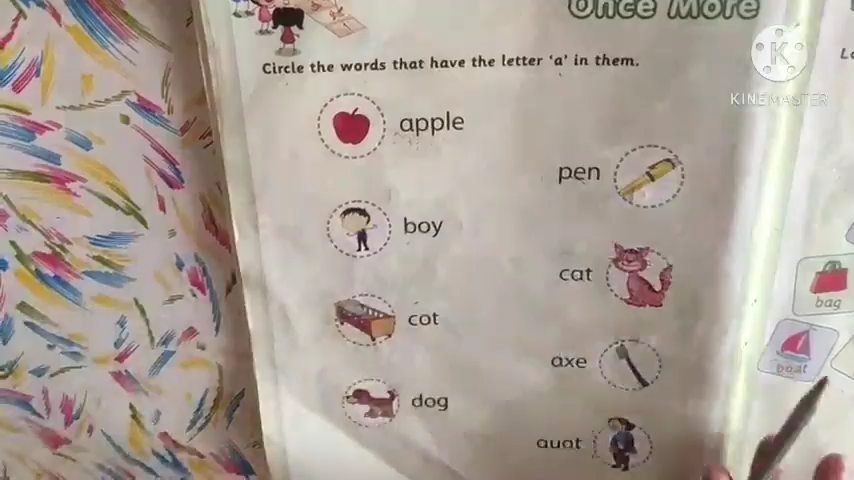 Once More
Circle the words that have the letter 'a' in them.
KINEMASTER
apple
pen
boy
cat
bag
cot
axe
boat
dog